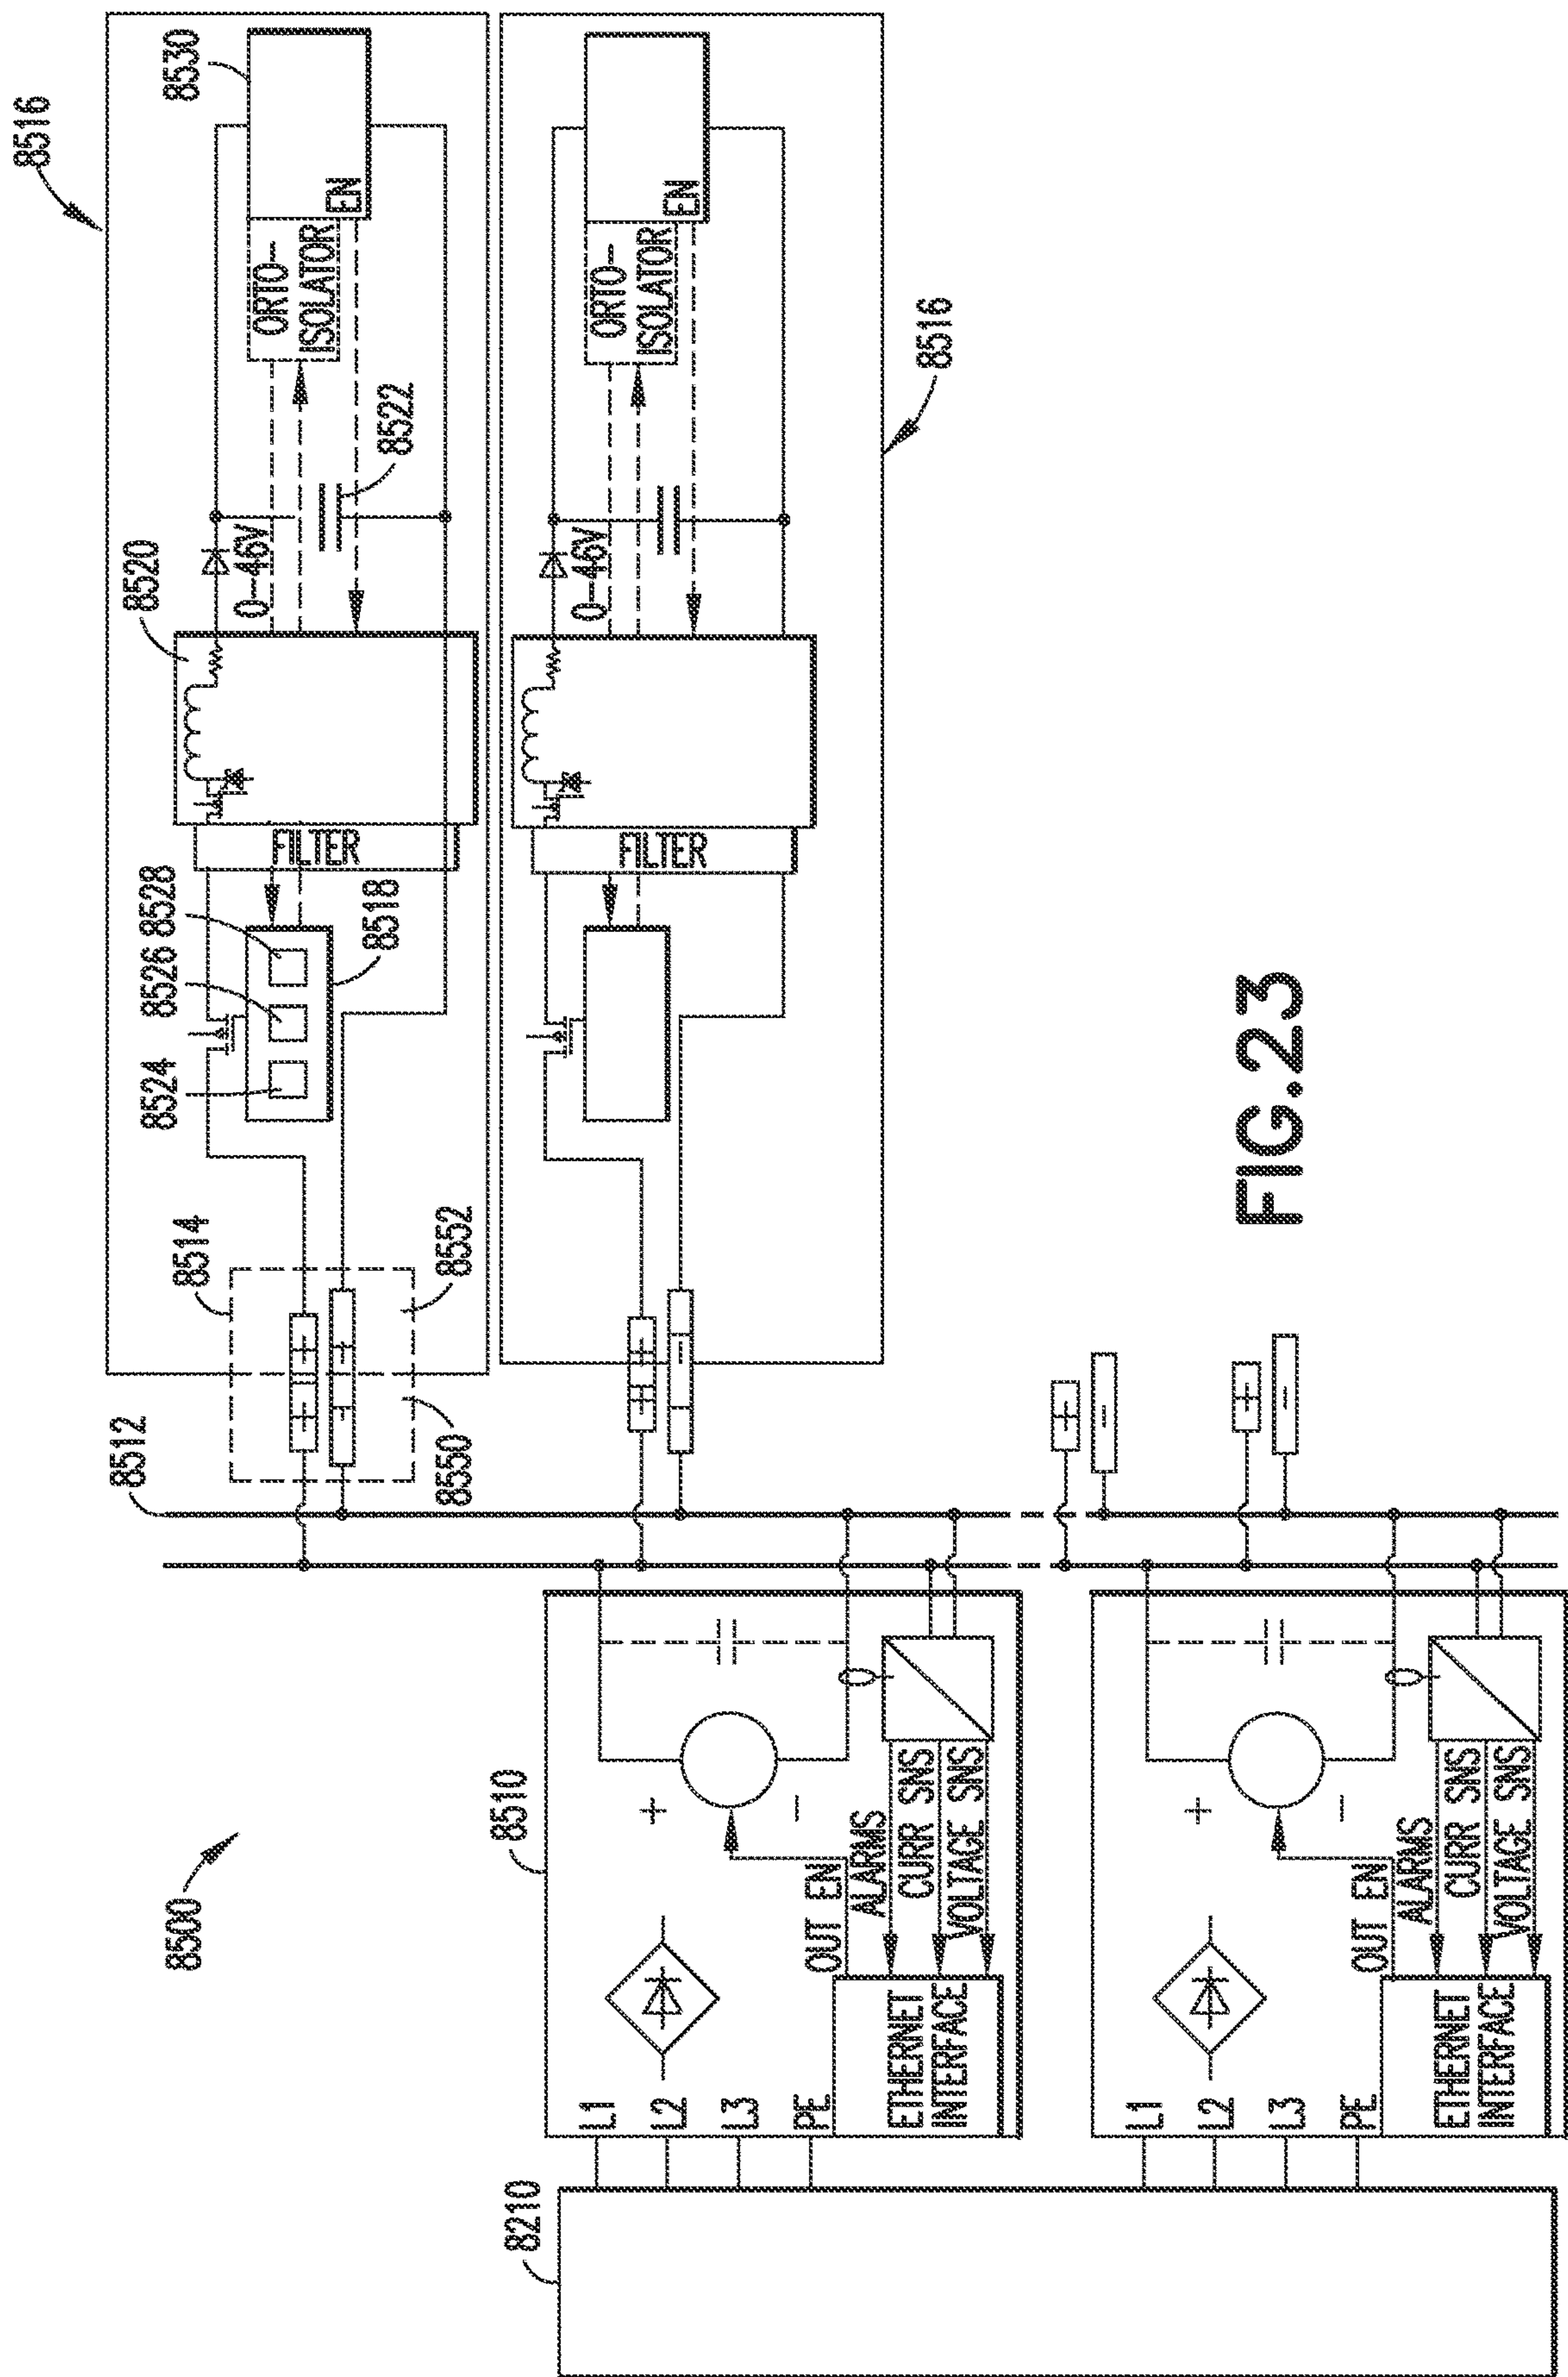 8500
8516
8530
EN
ORTO-
ISOLATOR
8522
0-46V
8520
FILTER
8528
8526
8524
8518
8514
8552
8550
8512
EN
ORTO-
ISOLATOR
0-46V
FILTER
8516
+
+
-
-
+
+
-
+
-
+
-
8510
+
-
OUT EN
ALARMS
CURR SNS
VOLTAGE SNS
ETHERNET
INTERFACE
L1
L2
L3
PE
+
-
OUT EN
ALARMS
CURR SNS
VOLTAGE SNS
ETHERNET
INTERFACE
L1
L2
L3
PE
8210
FIG.23